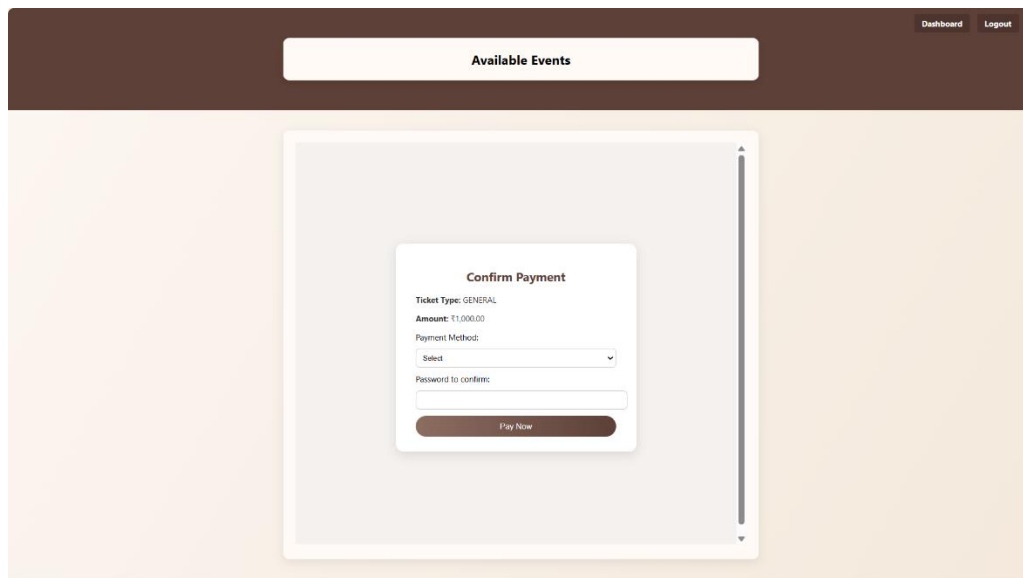 Dashboard Logout
Available Events
Confirm Payment
Ticket Type: GENERAL
Amount: ₹1,000.00
Payment Method:
Select
Password to confirm:
Pay Now